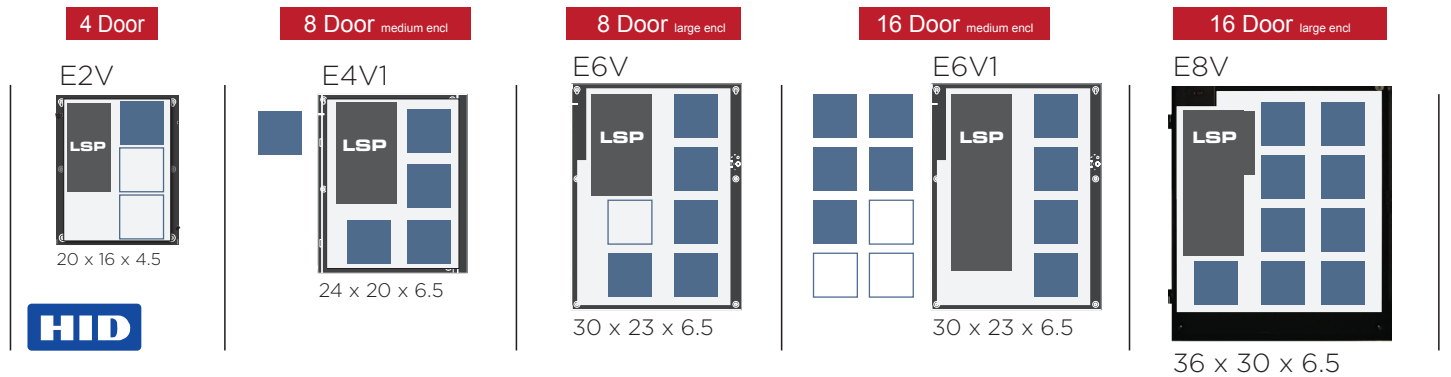 4 Door
8 Door medium encl
8 Door large encl
16 Door medium encl
16 Door large encl
E2V
E4V1
E6V
E6V1
E8V
LSP
LSP
LSP
LSP
LSP
20 x 16 x 4.5
24 x 20 x 6.5
30 x 23 x 6.5
30 x 23 x 6.5
36 x 30 x 6.5
HID